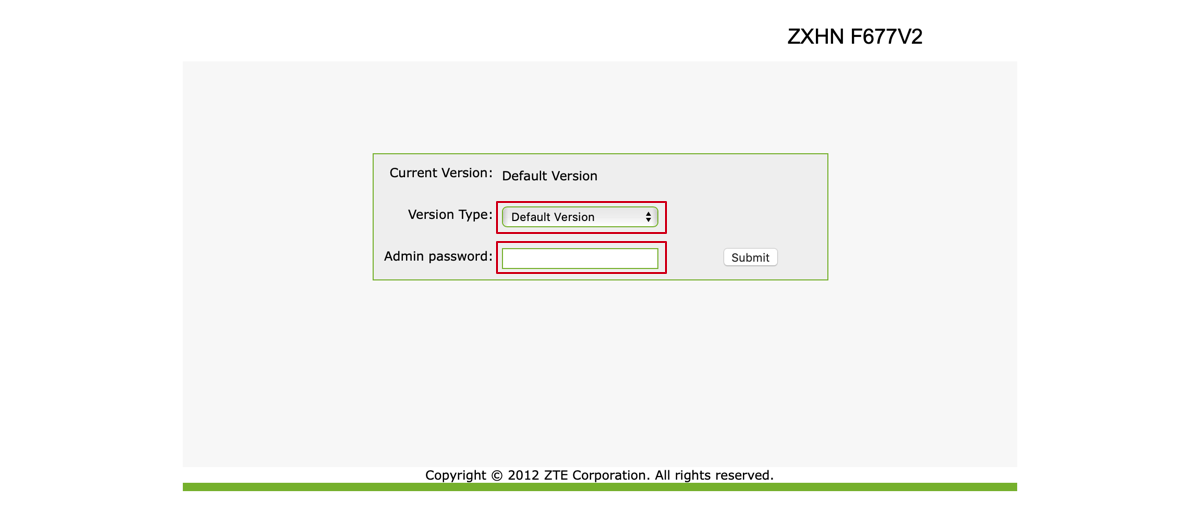 ZXHN F677V2
Current Version: Default Version
Version Type: Default Version
Admin password: Submit
Copyright © 2012 ZTE Corporation. All rights reserved.